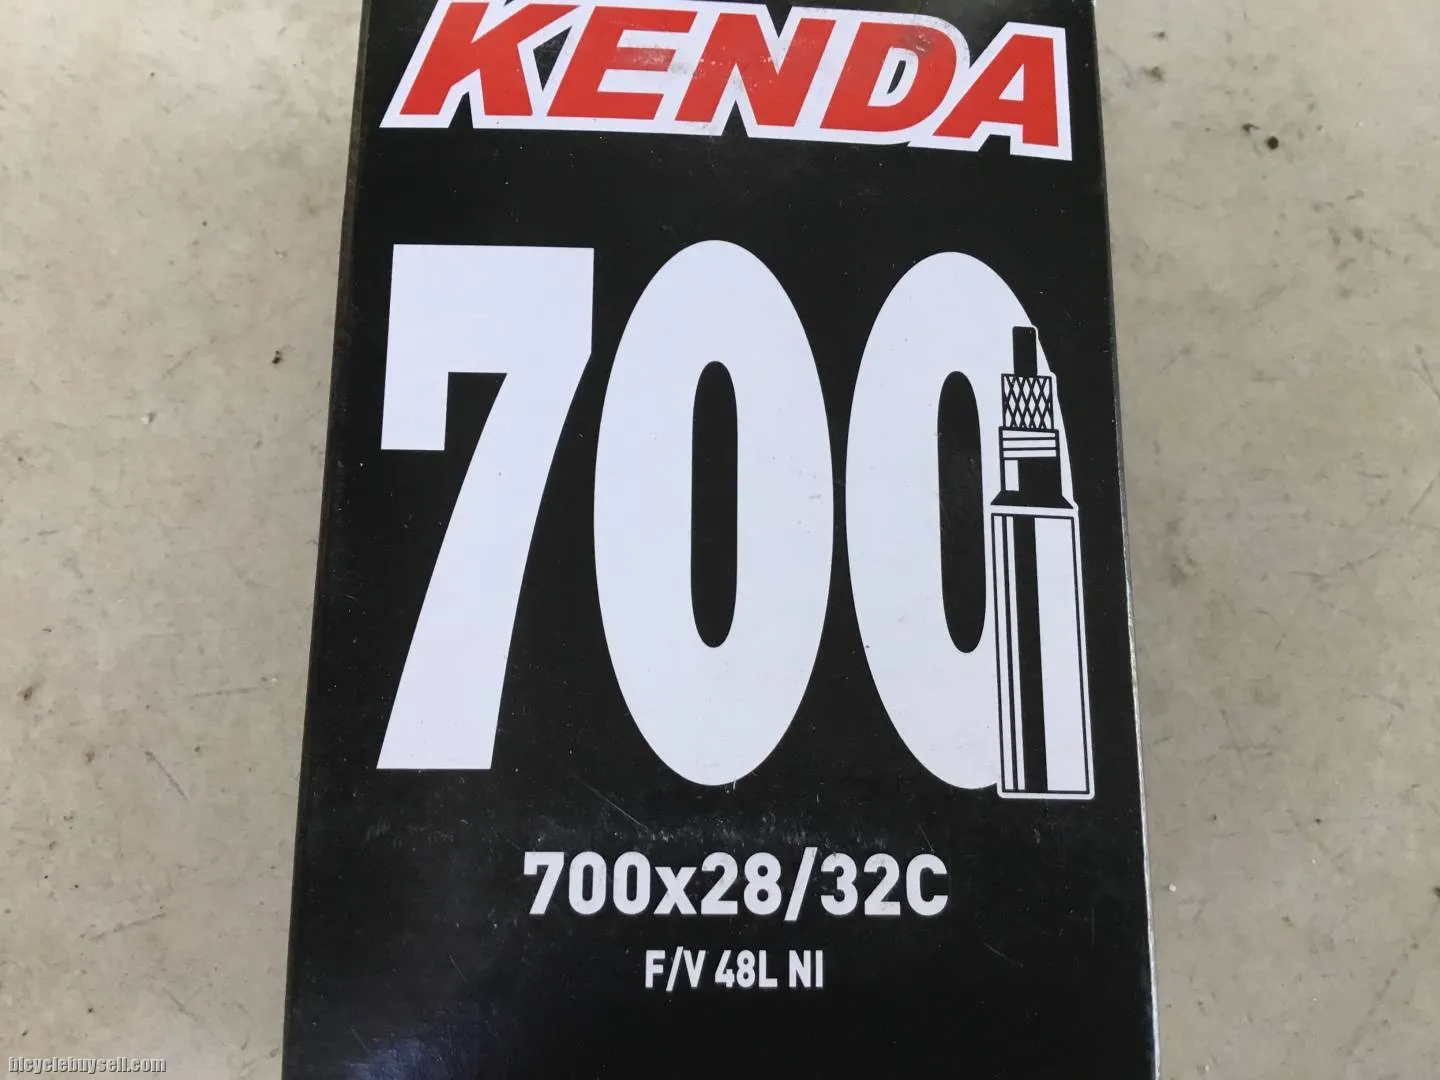 KENDA
700
700x28/32C
F/V 48L NI
bicyclebuysell.com